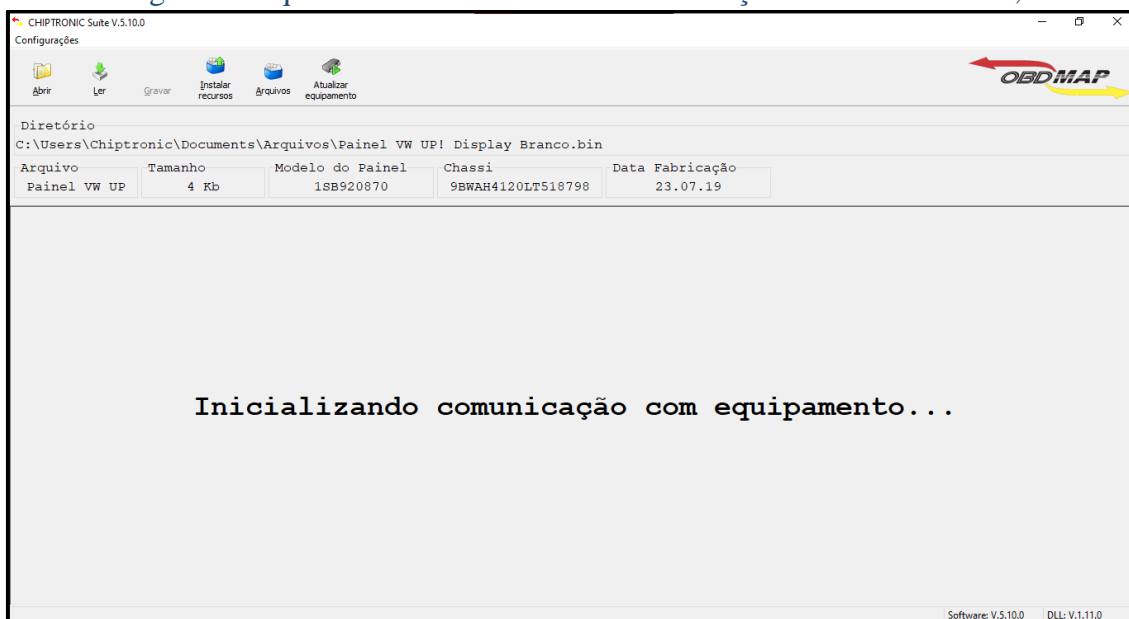 CHIPTRONIC Suite V.5.10.0
Configurações
Abrir
Ler
Gravar
Instalar
recursos
Arquivos
Atualizar
equipamento
OBDMAP
Diretório
C:\Users\Chiptronic\Documents\Arquivos\Painel VW UP! Display Branco.bin
Arquivo Tamanho Modelo do Painel Chassi Data Fabricação
Painel VW UP 4 Kb 1SB920870 9BWAH4120LT518798 23.07.19
Inicializando comunicação com equipamento...
Software: V.5.10.0 DLL: V.1.11.0